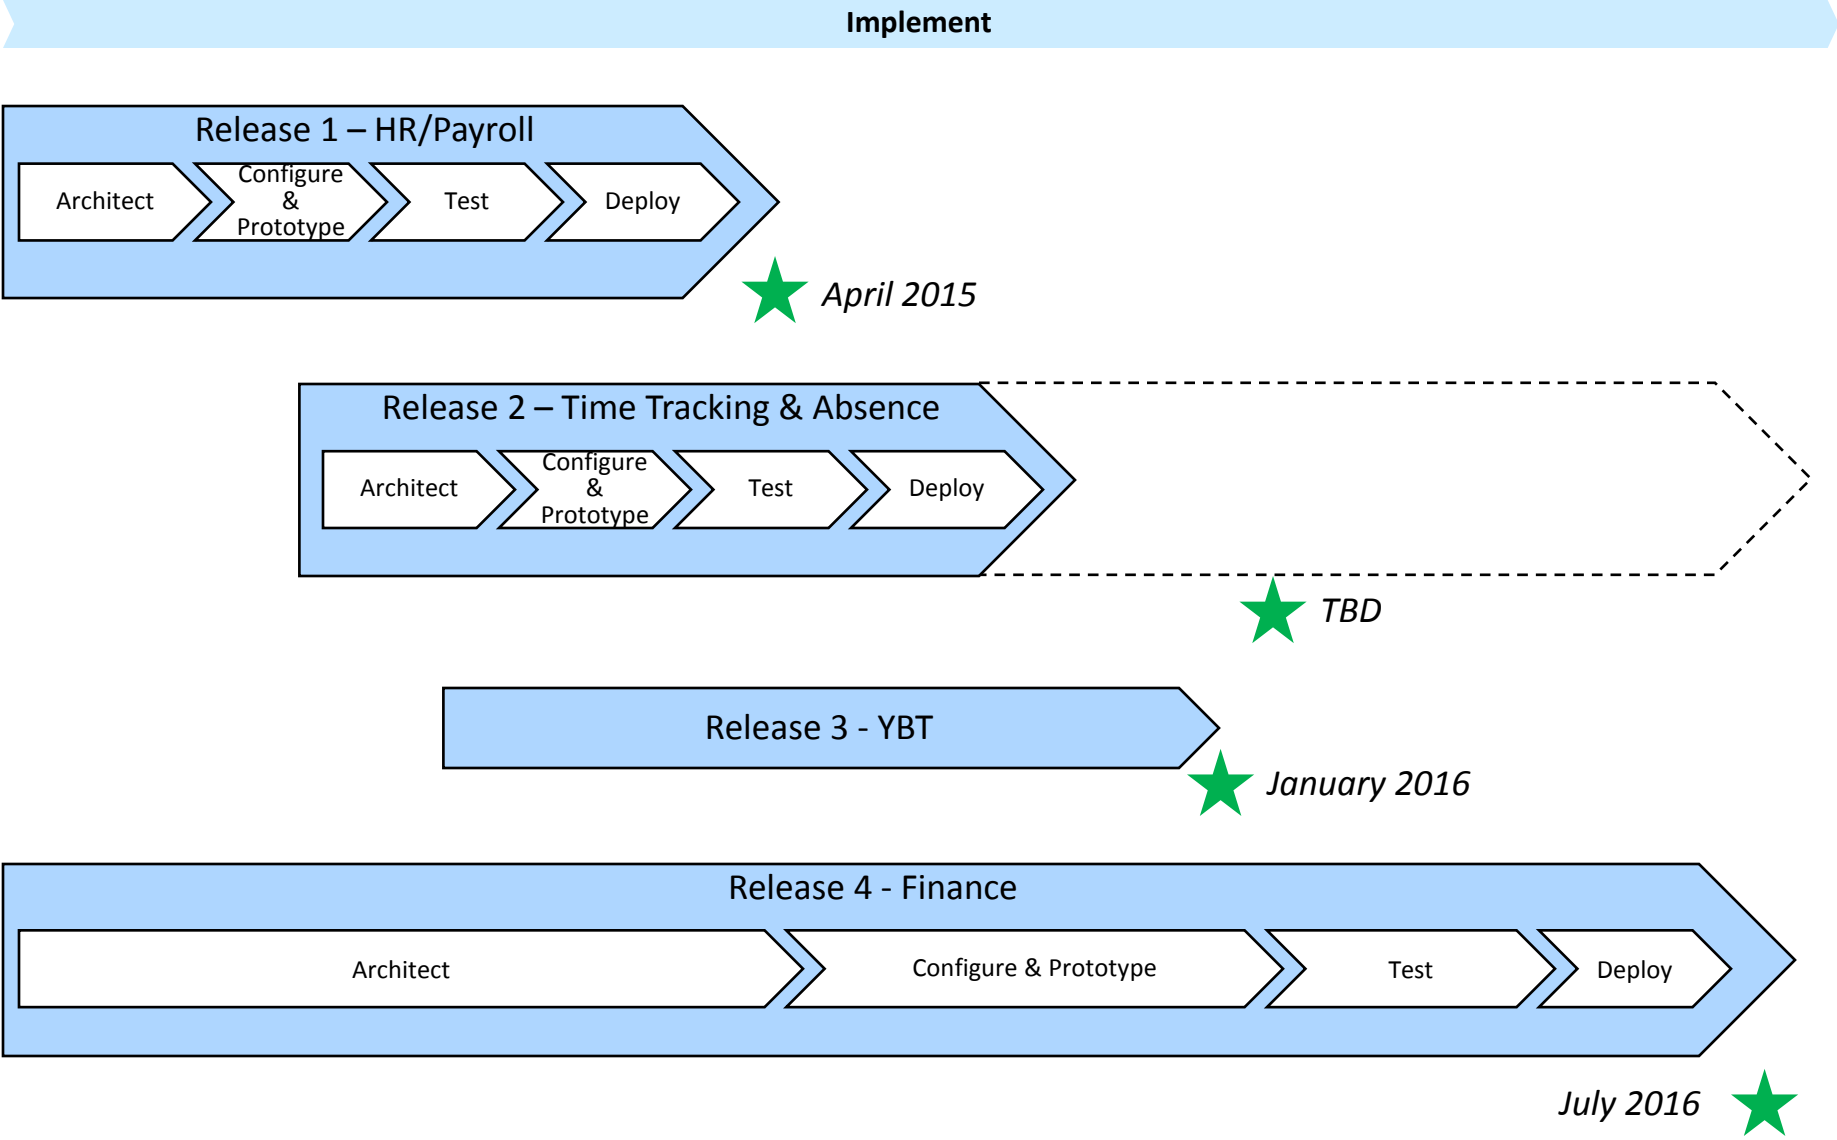 Implement
Release 1 – HR/Payroll
Architect
Configure
&
Prototype
Test
Deploy
April 2015
Release 2 – Time Tracking & Absence
Architect
Configure
&
Prototype
Test
Deploy
TBD
Release 3 - YBT
January 2016
Release 4 - Finance
Architect
Configure & Prototype
Test
Deploy
July 2016